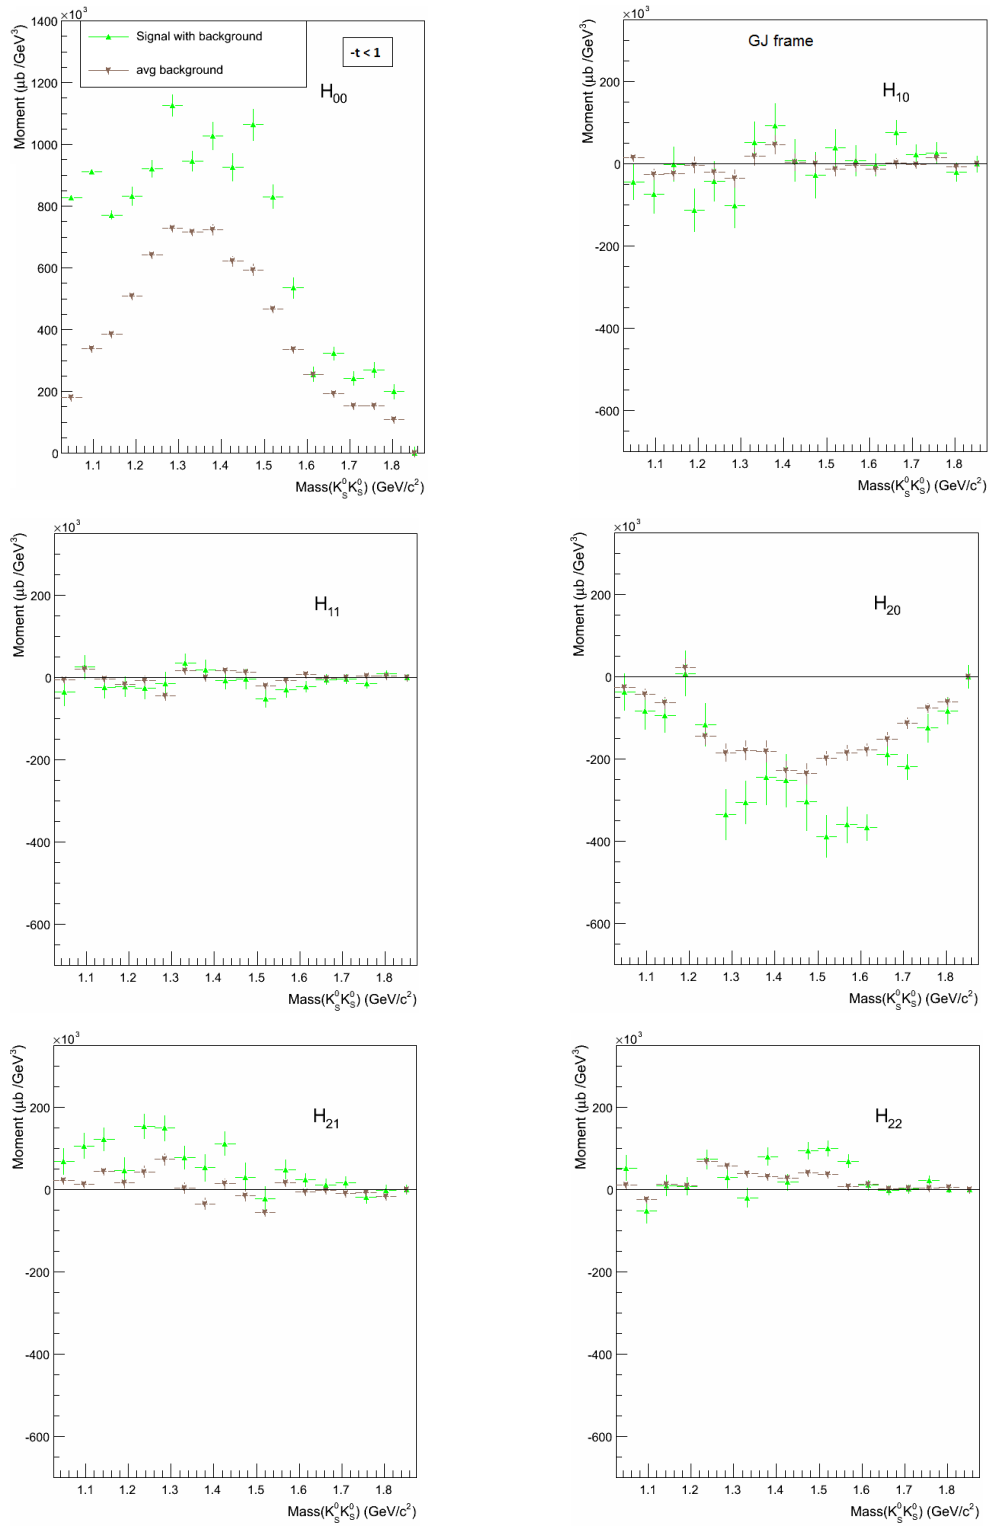 ×10³
Moment (μb /GeV³)
1400
1200
1000
800
600
400
200
0
Signal with background
avg background
-t < 1
H₀₀
1.1 1.2 1.3 1.4 1.5 1.6 1.7 1.8
Mass(K⁰ₛK⁰ₛ) (GeV/c²)
×10³
Moment (μb /GeV³)
200
0
-200
-400
-600
GJ frame
H₁₀
1.1 1.2 1.3 1.4 1.5 1.6 1.7 1.8
Mass(K⁰ₛK⁰ₛ) (GeV/c²)
×10³
Moment (μb /GeV³)
200
0
-200
-400
-600
H₁₁
1.1 1.2 1.3 1.4 1.5 1.6 1.7 1.8
Mass(K⁰ₛK⁰ₛ) (GeV/c²)
×10³
Moment (μb /GeV³)
200
0
-200
-400
-600
H₂₀
1.1 1.2 1.3 1.4 1.5 1.6 1.7 1.8
Mass(K⁰ₛK⁰ₛ) (GeV/c²)
×10³
Moment (μb /GeV³)
200
0
-200
-400
-600
H₂₁
1.1 1.2 1.3 1.4 1.5 1.6 1.7 1.8
Mass(K⁰ₛK⁰ₛ) (GeV/c²)
×10³
Moment (μb /GeV³)
200
0
-200
-400
-600
H₂₂
1.1 1.2 1.3 1.4 1.5 1.6 1.7 1.8
Mass(K⁰ₛK⁰ₛ) (GeV/c²)